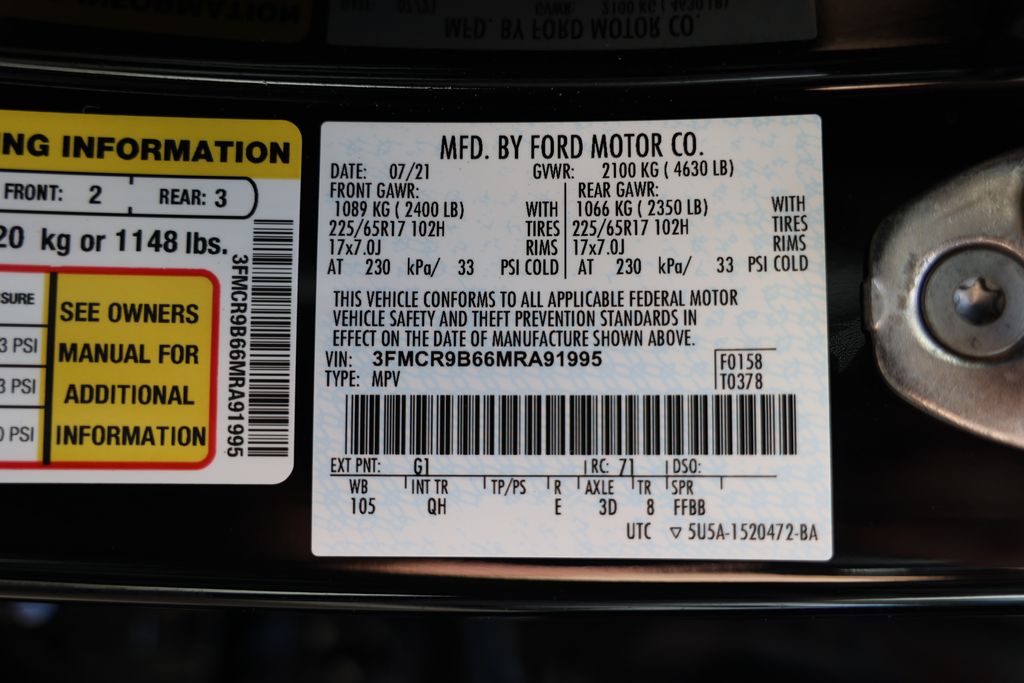 NG INFORMATION
FRONT: 2 REAR: 3
20 kg or 1148 lbs.
SURE
3 PSI
3 PSI
0 PSI
SEE OWNERS
MANUAL FOR
ADDITIONAL
INFORMATION
3FMCR9B66MRA91995
MFD. BY FORD MOTOR CO.
DATE: 07/21 GVWR: 2100 KG ( 4630 LB)
FRONT GAWR: REAR GAWR:
1089 KG ( 2400 LB) WITH 1066 KG ( 2350 LB) WITH
225/65R17 102H TIRES 225/65R17 102H TIRES
17x7.0J RIMS 17x7.0J RIMS
AT 230 kPa/ 33 PSI COLD AT 230 kPa/ 33 PSI COLD
THIS VEHICLE CONFORMS TO ALL APPLICABLE FEDERAL MOTOR
VEHICLE SAFETY AND THEFT PREVENTION STANDARDS IN
EFFECT ON THE DATE OF MANUFACTURE SHOWN ABOVE.
VIN: 3FMCR9B66MRA91995 F0158
TYPE: MPV T0378
EXT PNT: G1 RC: 71 DSO:
WB INT TR TP/PS R AXLE TR SPR
105 QH E 3D 8 FFBB
UTC ▽ 5U5A-1520472-BA